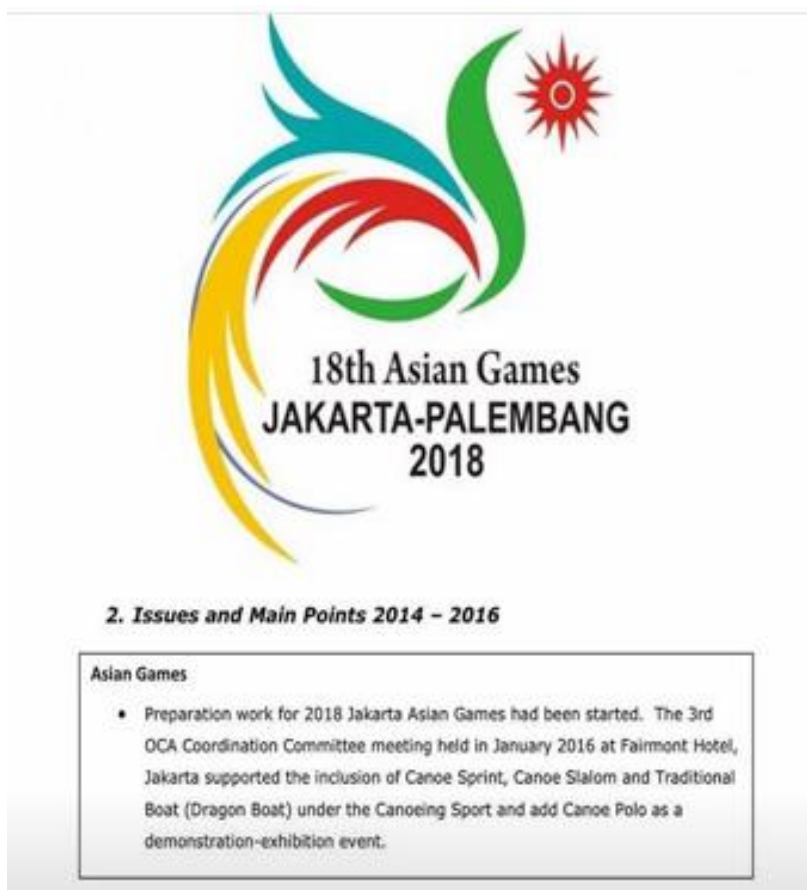 18th Asian Games
JAKARTA-PALEMBANG
2018
2. Issues and Main Points 2014 – 2016
Asian Games
• Preparation work for 2018 Jakarta Asian Games had been started. The 3rd
OCA Coordination Committee meeting held in January 2016 at Fairmont Hotel,
Jakarta supported the inclusion of Canoe Sprint, Canoe Slalom and Traditional
Boat (Dragon Boat) under the Canoeing Sport and add Canoe Polo as a
demonstration-exhibition event.